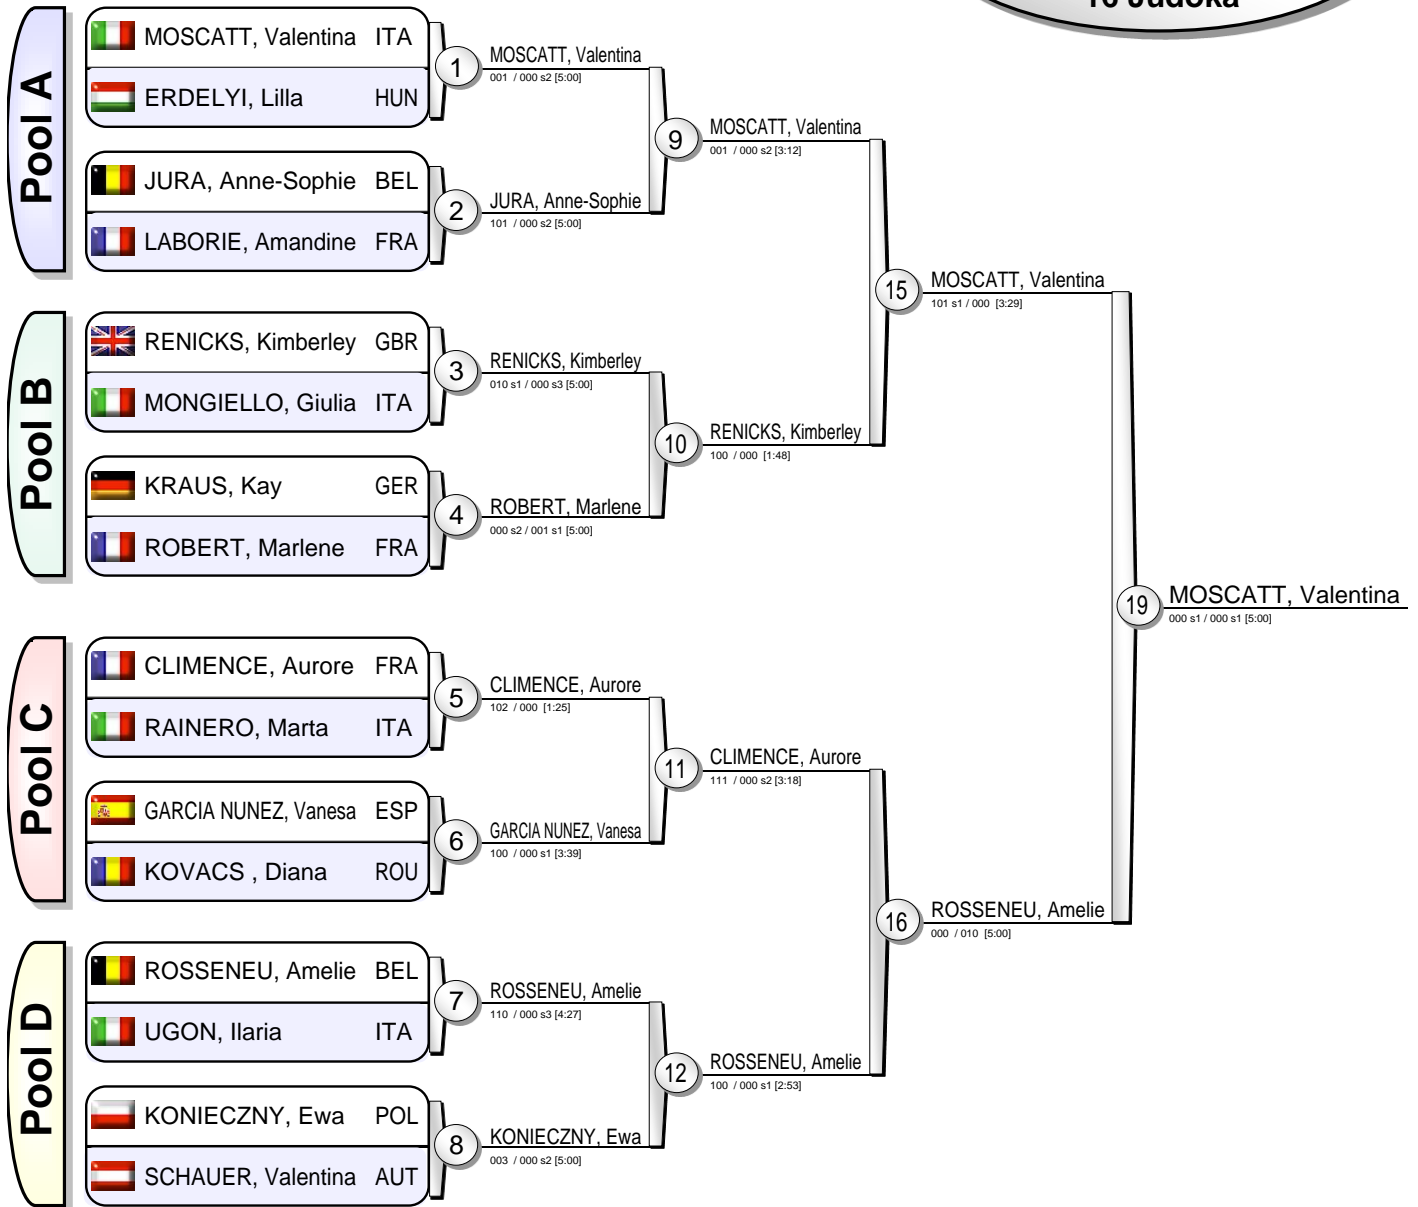 16 Judoka
Pool A
MOSCATT, Valentina ITA
ERDELYI, Lilla HUN
1
MOSCATT, Valentina
001 / 000 s2 [5:00]
JURA, Anne-Sophie BEL
LABORIE, Amandine FRA
2
JURA, Anne-Sophie
101 / 000 s2 [5:00]
9
MOSCATT, Valentina
001 / 000 s2 [3:12]
Pool B
RENICKS, Kimberley GBR
MONGIELLO, Giulia ITA
3
RENICKS, Kimberley
010 s1 / 000 s3 [5:00]
KRAUS, Kay GER
ROBERT, Marlene FRA
4
ROBERT, Marlene
000 s2 / 001 s1 [5:00]
10
RENICKS, Kimberley
100 / 000 [1:48]
15
MOSCATT, Valentina
101 s1 / 000 [3:29]
Pool C
CLIMENCE, Aurore FRA
RAINERO, Marta ITA
5
CLIMENCE, Aurore
102 / 000 [1:25]
GARCIA NUNEZ, Vanesa ESP
KOVACS , Diana ROU
6
GARCIA NUNEZ, Vanesa
100 / 000 s1 [3:39]
11
CLIMENCE, Aurore
111 / 000 s2 [3:18]
Pool D
ROSSENEU, Amelie BEL
UGON, Ilaria ITA
7
ROSSENEU, Amelie
110 / 000 s3 [4:27]
KONIECZNY, Ewa POL
SCHAUER, Valentina AUT
8
KONIECZNY, Ewa
003 / 000 s2 [5:00]
12
ROSSENEU, Amelie
100 / 000 s1 [2:53]
16
ROSSENEU, Amelie
000 / 010 [5:00]
19
MOSCATT, Valentina
000 s1 / 000 s1 [5:00]